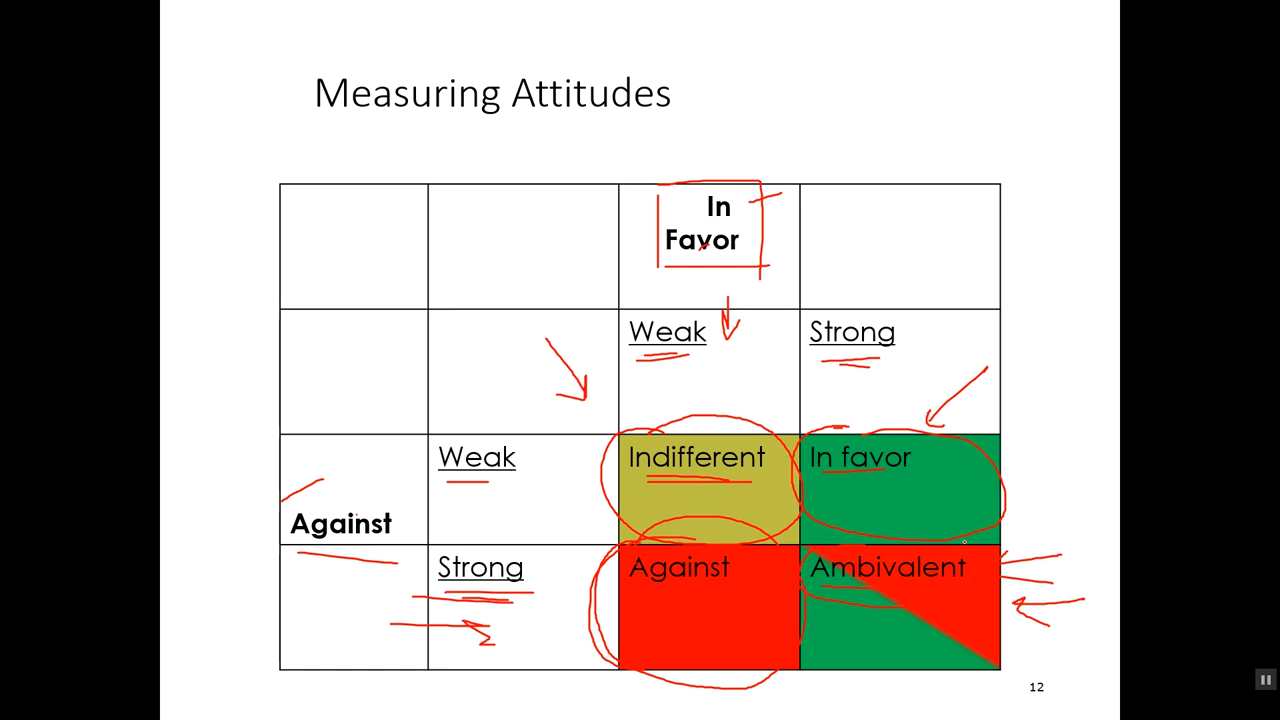 Measuring Attitudes
In
Favor
Weak
Strong
Weak
Indifferent
In favor
Against
Strong
Against
Ambivalent
12